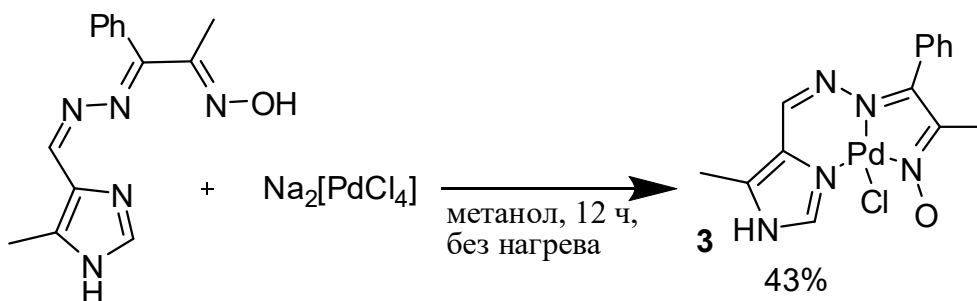 Ph
N
N
N
OH
N
N
H
+
Na2[PdCl4]
метанол, 12 ч,
без нагрева
Ph
N
N
Pd
N
N
Cl
O
HN
3
43%